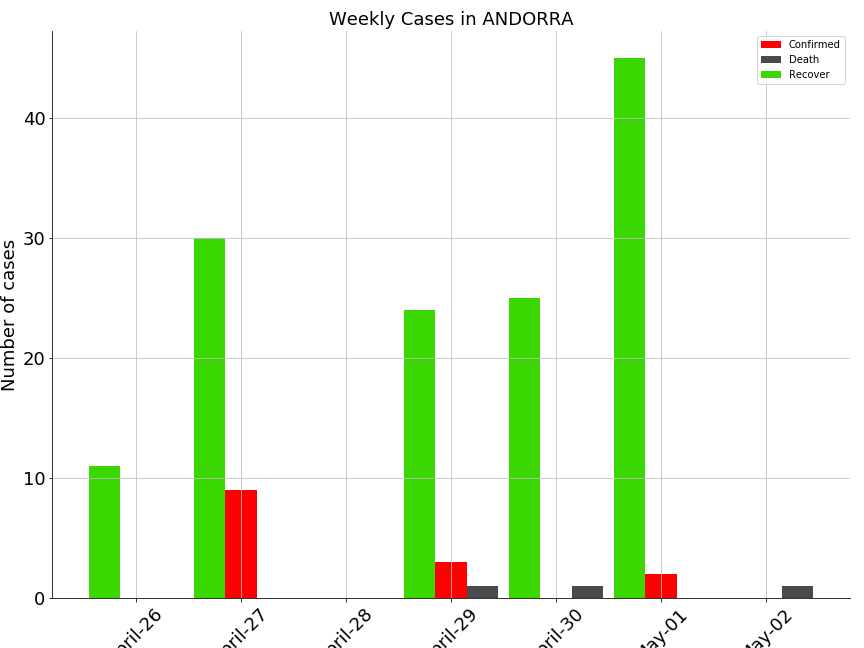 Weekly Cases in ANDORRA
Confirmed
Death
Recover
Number of cases
40
30
20
10
0
pril-26
pril-27
pril-28
pril-29
pril-30
May-01
May-02